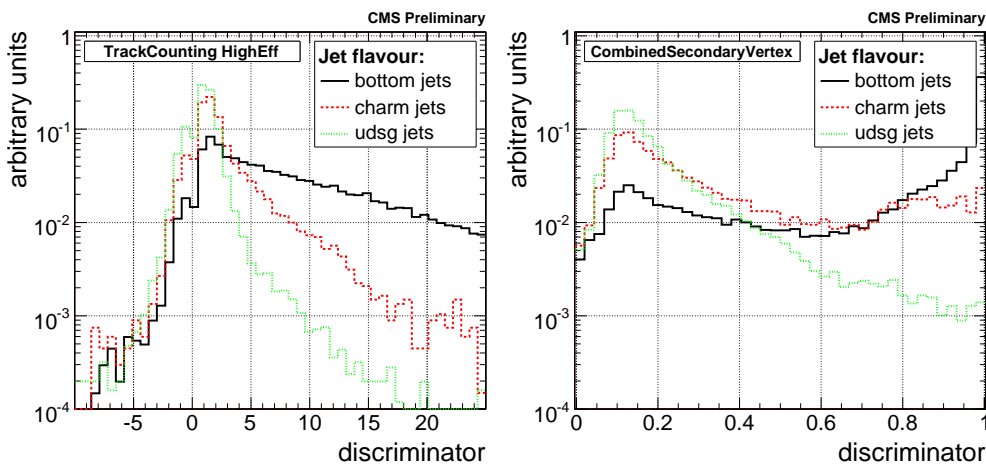 CMS Preliminary
TrackCounting HighEff
Jet flavour:
bottom jets
charm jets
udsg jets
arbitrary units
1
10^-1
10^-2
10^-3
10^-4
-5 0 5 10 15 20
discriminator
CMS Preliminary
CombinedSecondaryVertex
Jet flavour:
bottom jets
charm jets
udsg jets
arbitrary units
1
10^-1
10^-2
10^-3
10^-4
0 0.2 0.4 0.6 0.8 1
discriminator